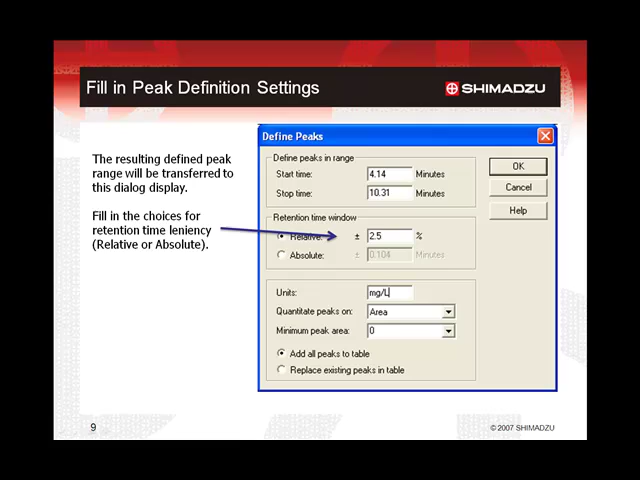 Fill in Peak Definition Settings
SHIMADZU
The resulting defined peak
range will be transferred to
this dialog display.
Fill in the choices for
retention time leniency
(Relative or Absolute).
Define Peaks
Define peaks in range
Start time: 4.14 Minutes
Stop time: 10.31 Minutes
OK
Cancel
Help
Retention time window
Relative: ± 2.5 %
Absolute: ± 0.104 Minutes
Units: mg/L
Quantitate peaks on: Area
Minimum peak area: 0
Add all peaks to table
Replace existing peaks in table
9
© 2007 SHIMADZU